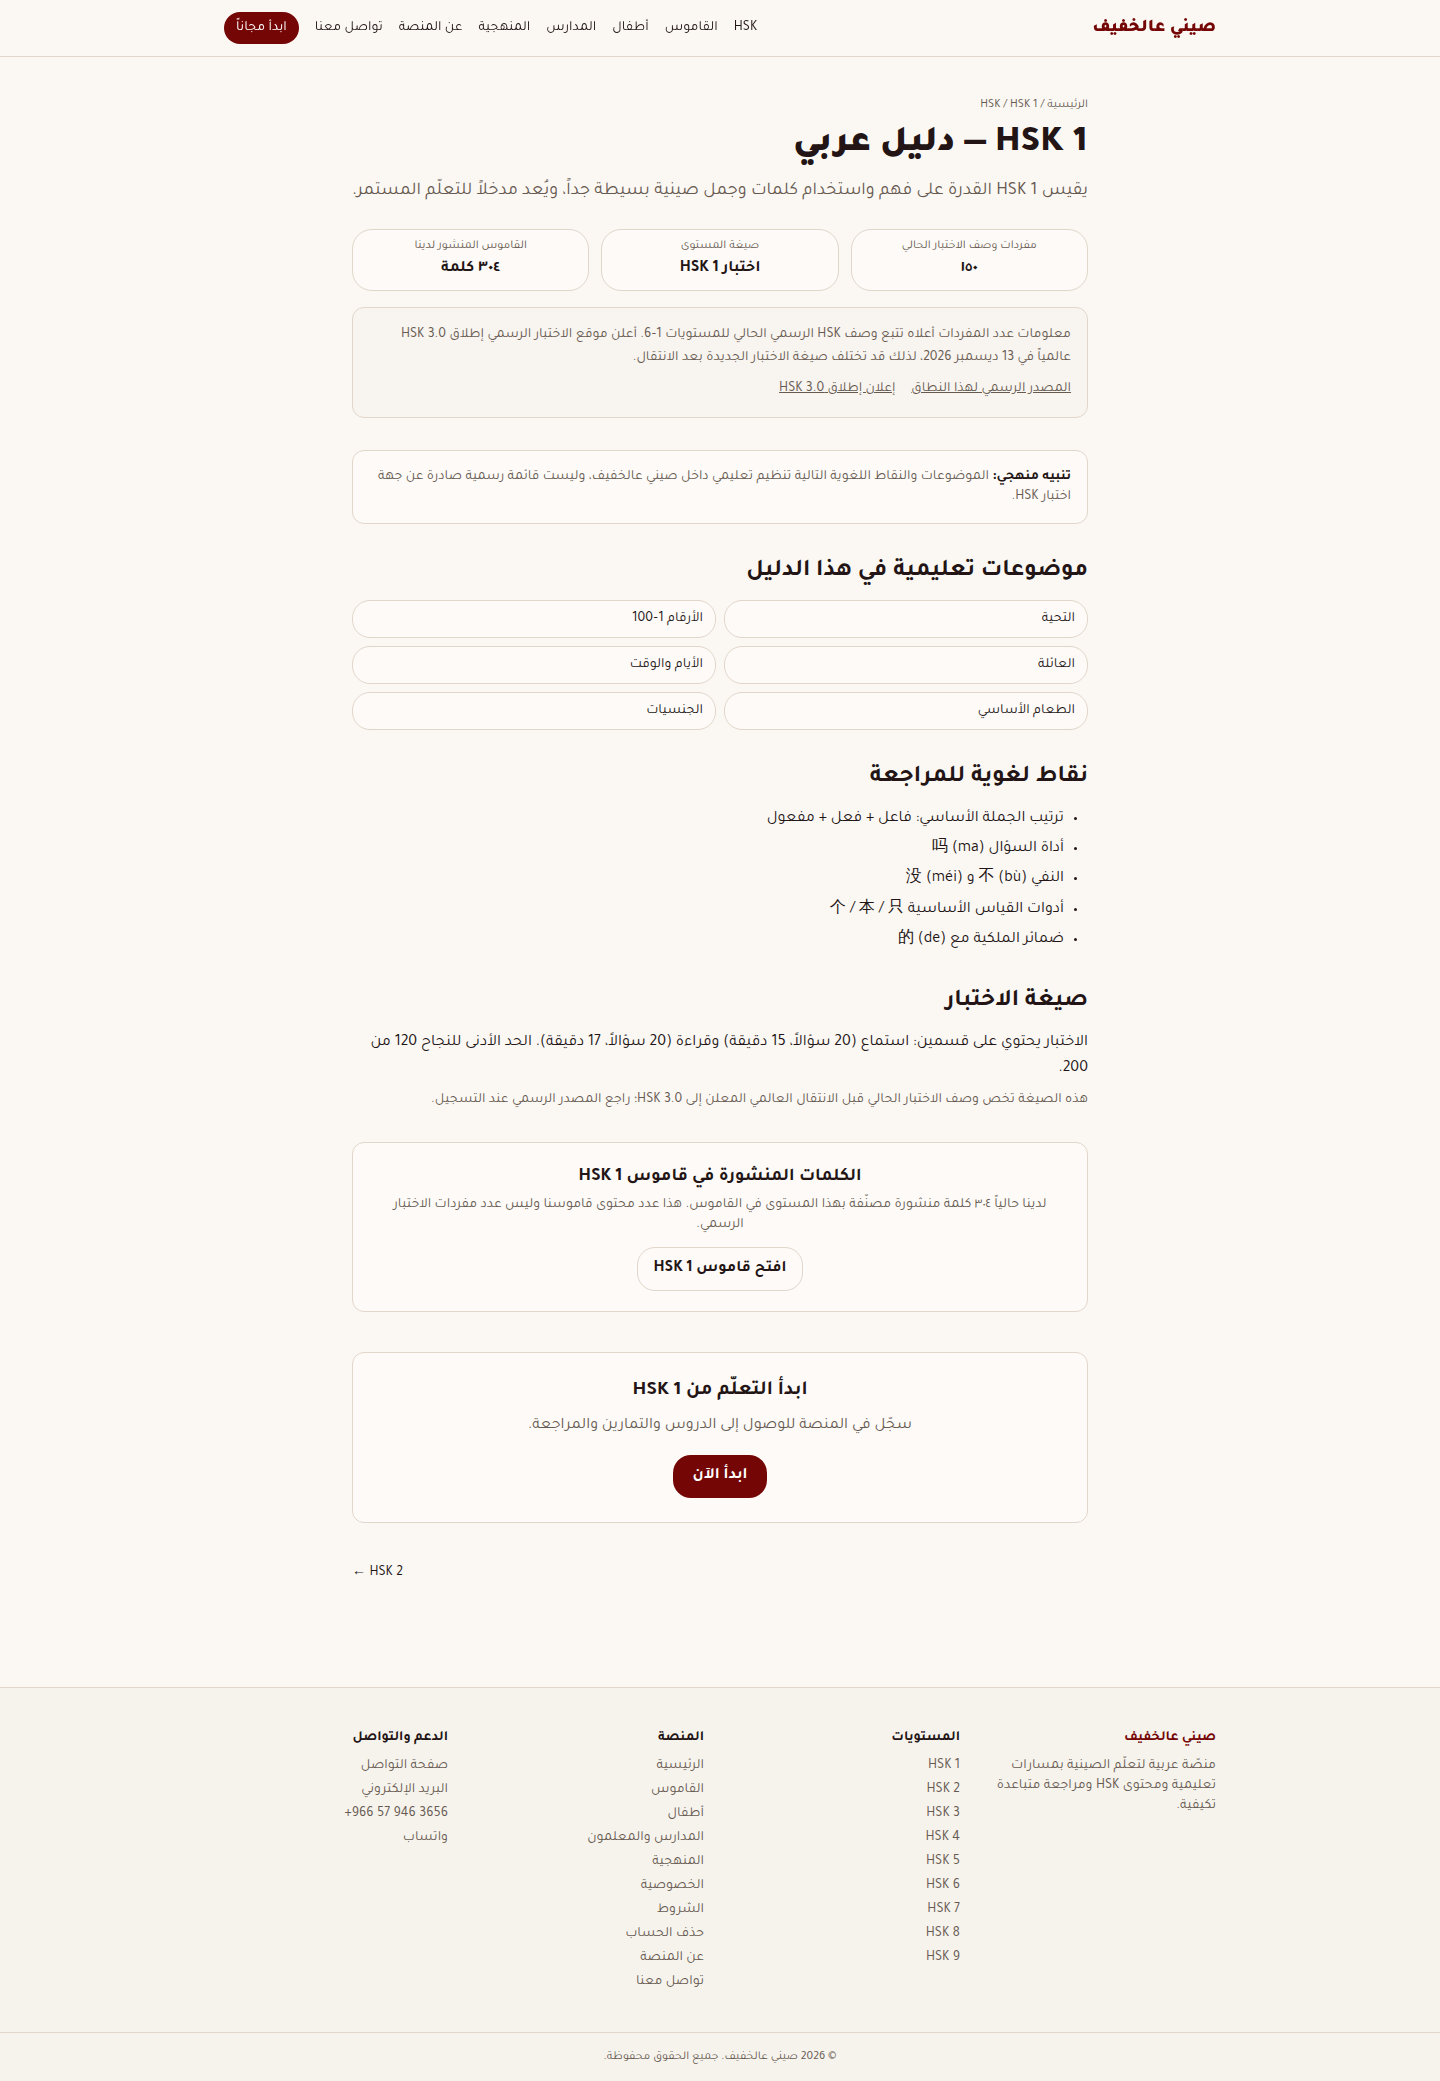 صيني عالخفيف
HSK القاموس أطفال المدارس المنهجية عن المنصة تواصل معنا ابدأ مجاناً
الرئيسية / HSK / HSK 1
HSK 1 — دليل عربي
يقيس HSK 1 القدرة على فهم واستخدام كلمات وجمل صينية بسيطة جداً، ويُعد مدخلاً للتعلّم المستمر.
مفردات وصف الاختبار الحالي
١٥٠
صيغة المستوى
اختبار HSK 1
القاموس المنشور لدينا
٣٠٤ كلمة
معلومات عدد المفردات أعلاه تتبع وصف HSK الرسمي الحالي للمستويات 1–6. أعلن موقع الاختبار الرسمي إطلاق HSK 3.0
عالمياً في 13 ديسمبر 2026، لذلك قد تختلف صيغة الاختبار الجديدة بعد الانتقال.
المصدر الرسمي لهذا النطاق إعلان إطلاق HSK 3.0
تنبيه منهجي: الموضوعات والنقاط اللغوية التالية تنظيم تعليمي داخل صيني عالخفيف، وليست قائمة رسمية صادرة عن جهة
اختبار HSK.
موضوعات تعليمية في هذا الدليل
التحية
الأرقام 1–100
العائلة
الأيام والوقت
الطعام الأساسي
الجنسيات
نقاط لغوية للمراجعة
• ترتيب الجملة الأساسي: فاعل + فعل + مفعول
• أداة السؤال 吗 (ma)
• النفي 不 (bù) و 没 (méi)
• أدوات القياس الأساسية 个 / 本 / 只
• ضمائر الملكية مع 的 (de)
صيغة الاختبار
الاختبار يحتوي على قسمين: استماع (20 سؤالاً، 15 دقيقة) وقراءة (20 سؤالاً، 17 دقيقة). الحد الأدنى للنجاح 120 من
200.
هذه الصيغة تخص وصف الاختبار الحالي قبل الانتقال العالمي المعلن إلى HSK 3.0؛ راجع المصدر الرسمي عند التسجيل.
الكلمات المنشورة في قاموس HSK 1
لدينا حالياً ٣٠٤ كلمة منشورة مصنّفة بهذا المستوى في القاموس. هذا عدد محتوى قاموسنا وليس عدد مفردات الاختبار
الرسمي.
افتح قاموس HSK 1
ابدأ التعلّم من HSK 1
سجّل في المنصة للوصول إلى الدروس والتمارين والمراجعة.
ابدأ الآن
HSK 2 ←
صيني عالخفيف
منصّة عربية لتعلّم الصينية بمسارات
تعليمية ومحتوى HSK ومراجعة متباعدة
تكيفية.
المستويات
HSK 1
HSK 2
HSK 3
HSK 4
HSK 5
HSK 6
HSK 7
HSK 8
HSK 9
المنصة
الرئيسية
القاموس
أطفال
المدارس والمعلمون
المنهجية
الخصوصية
الشروط
حذف الحساب
عن المنصة
تواصل معنا
الدعم والتواصل
صفحة التواصل
البريد الإلكتروني
+966 57 946 3656
واتساب
© 2026 صيني عالخفيف. جميع الحقوق محفوظة.